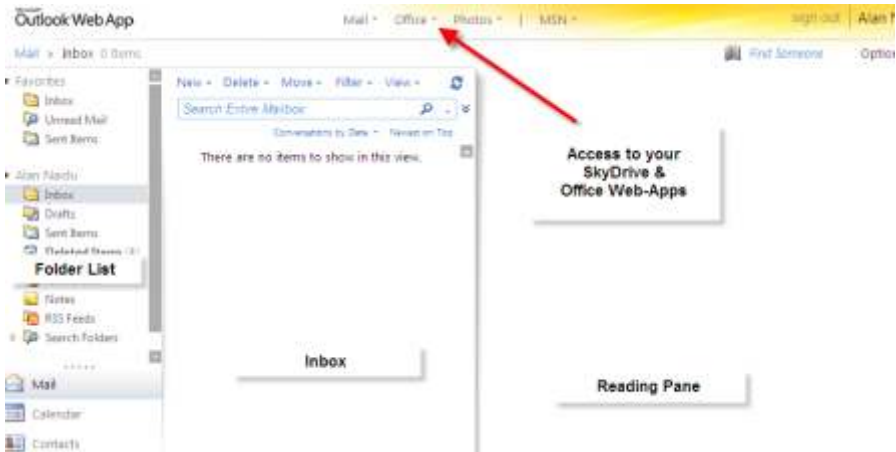 Outlook Web App
Mail Office Photos | MSN
sign out | Alan N
Mail > Inbox 0 Items
Find Someone Option
Favorites
Inbox
Unread Mail
Sent Items
Alan Naidu
Inbox
Drafts
Sent Items
Deleted Items
Folder List
Notes
RSS Feeds
Search Folders
Mail
Calendar
Contacts
New Delete Move Filter View
Search Entire Mailbox
Conversations by Date Newest on Top
There are no items to show in this view.
Inbox
Access to your
SkyDrive &
Office Web-Apps
Reading Pane